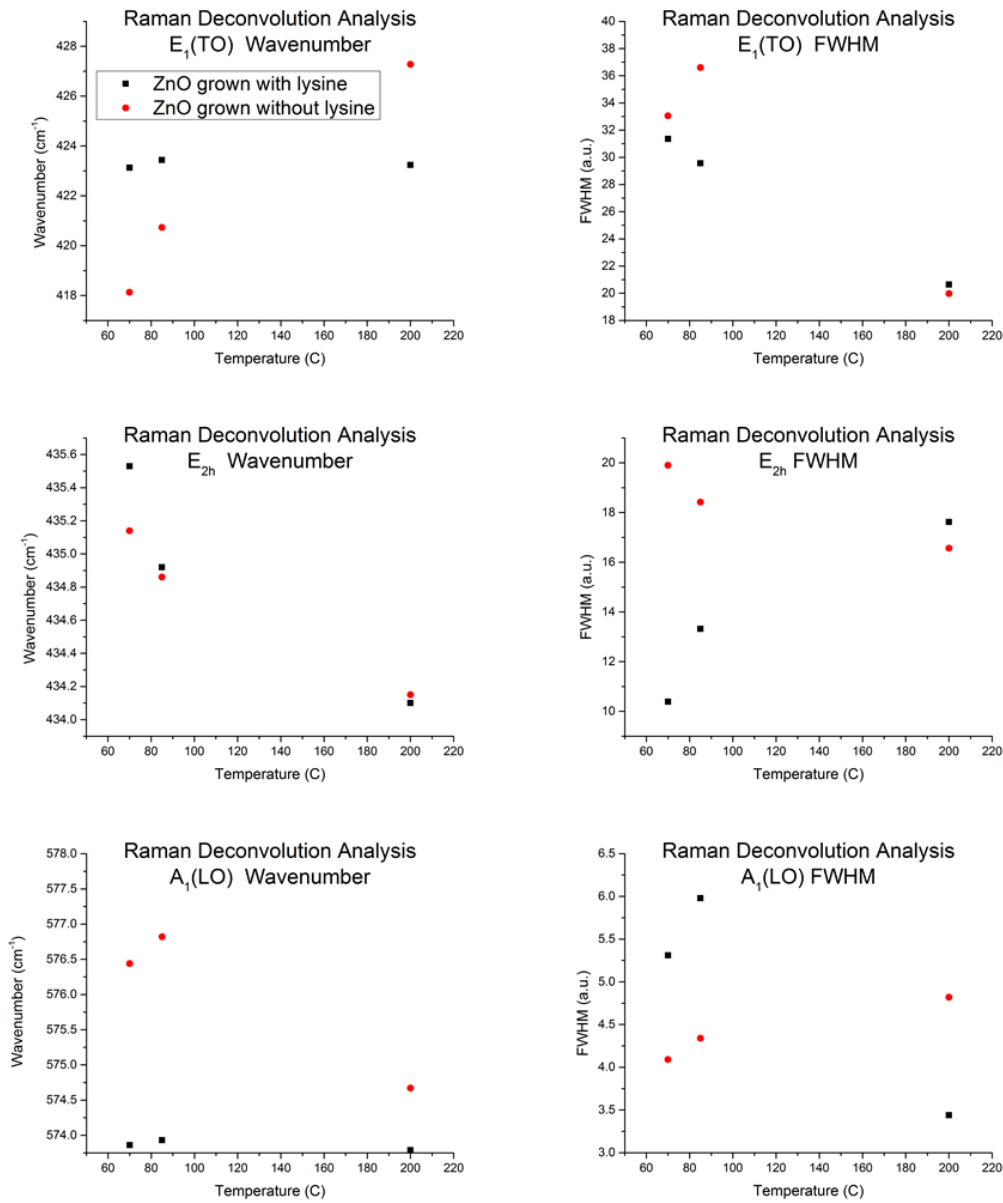 Raman Deconvolution Analysis
E₁(TO) Wavenumber
ZnO grown with lysine
ZnO grown without lysine
Wavenumber (cm⁻¹)
428
426
424
422
420
418
60 80 100 120 140 160 180 200 220
Temperature (C)
Raman Deconvolution Analysis
E₁(TO) FWHM
FWHM (a.u.)
40
38
36
34
32
30
28
26
24
22
20
18
60 80 100 120 140 160 180 200 220
Temperature (C)
Raman Deconvolution Analysis
E₂ₕ Wavenumber
Wavenumber (cm⁻¹)
435.6
435.4
435.2
435.0
434.8
434.6
434.4
434.2
434.0
60 80 100 120 140 160 180 200 220
Temperature (C)
Raman Deconvolution Analysis
E₂ₕ FWHM
FWHM (a.u.)
20
18
16
14
12
10
60 80 100 120 140 160 180 200 220
Temperature (C)
Raman Deconvolution Analysis
A₁(LO) Wavenumber
Wavenumber (cm⁻¹)
578.0
577.5
577.0
576.5
576.0
575.5
575.0
574.5
574.0
60 80 100 120 140 160 180 200 220
Temperature (C)
Raman Deconvolution Analysis
A₁(LO) FWHM
FWHM (a.u.)
6.5
6.0
5.5
5.0
4.5
4.0
3.5
3.0
60 80 100 120 140 160 180 200 220
Temperature (C)